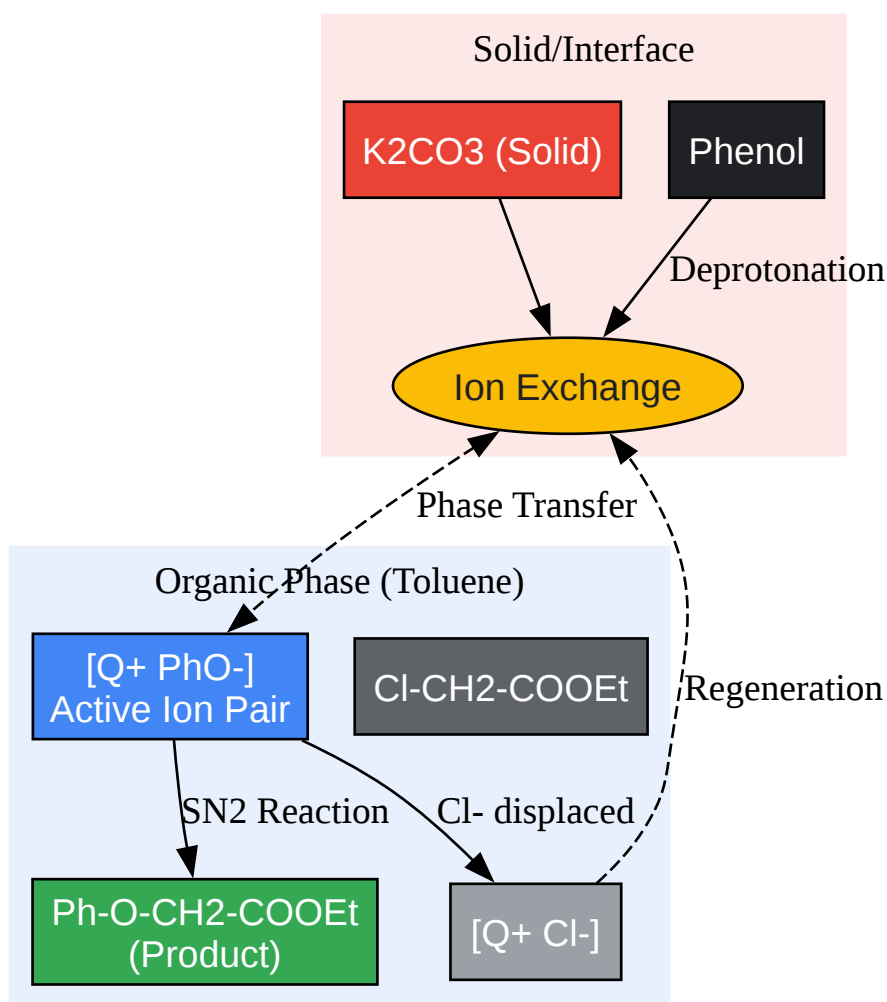 Solid/Interface
K2CO3 (Solid)
Phenol
Deprotonation
Ion Exchange
Phase Transfer
Organic Phase (Toluene)
[Q+ PhO-]
Active Ion Pair
Cl-CH2-COOEt
Regeneration
SN2 Reaction
Cl- displaced
Ph-O-CH2-COOEt
(Product)
[Q+ Cl-]